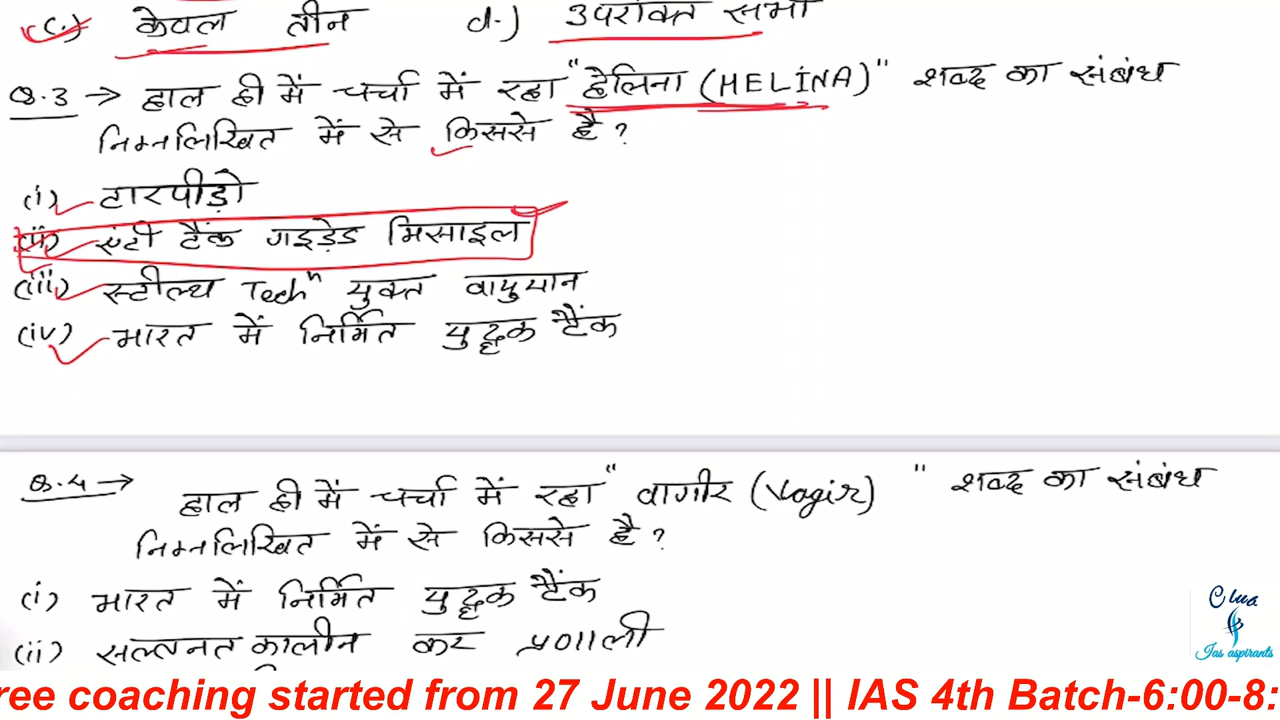 (c.) केवल तीन d.) उपरोक्त सभी
Q.3 → हाल ही में चर्चा में रहा "हेलिना (HELINA)" शब्द का संबंध
निम्नलिखित में से किससे है?
(i) टारपीड़ो
(ii) एंटी टैंक गाइड़ेड मिसाइल
(iii) स्टील्थ Techⁿ युक्त वायुयान
(iv) भारत में निर्मित युद्धक टैंक
Q.4 → हाल ही में चर्चा में रहा "वागीर (Vagir) " शब्द का संबंध
निम्नलिखित में से किससे है?
(i) भारत में निर्मित युद्धक टैंक
(ii) सल्तनत कालीन कर प्रणाली
Ias aspirants
ree coaching started from 27 June 2022 || IAS 4th Batch-6:00-8: